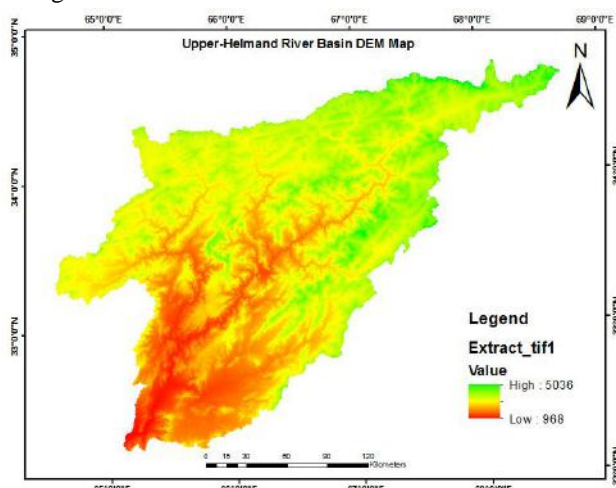 65°0'0"E 66°0'0"E 67°0'0"E 68°0'0"E 69°0'0"E
35°0'0"N
Upper-Helmand River Basin DEM Map
N
34°0'0"N
33°0'0"N
Legend
Extract_tif1
Value
High : 5036
Low : 968
0 15 30 60 90 120
Kilometers